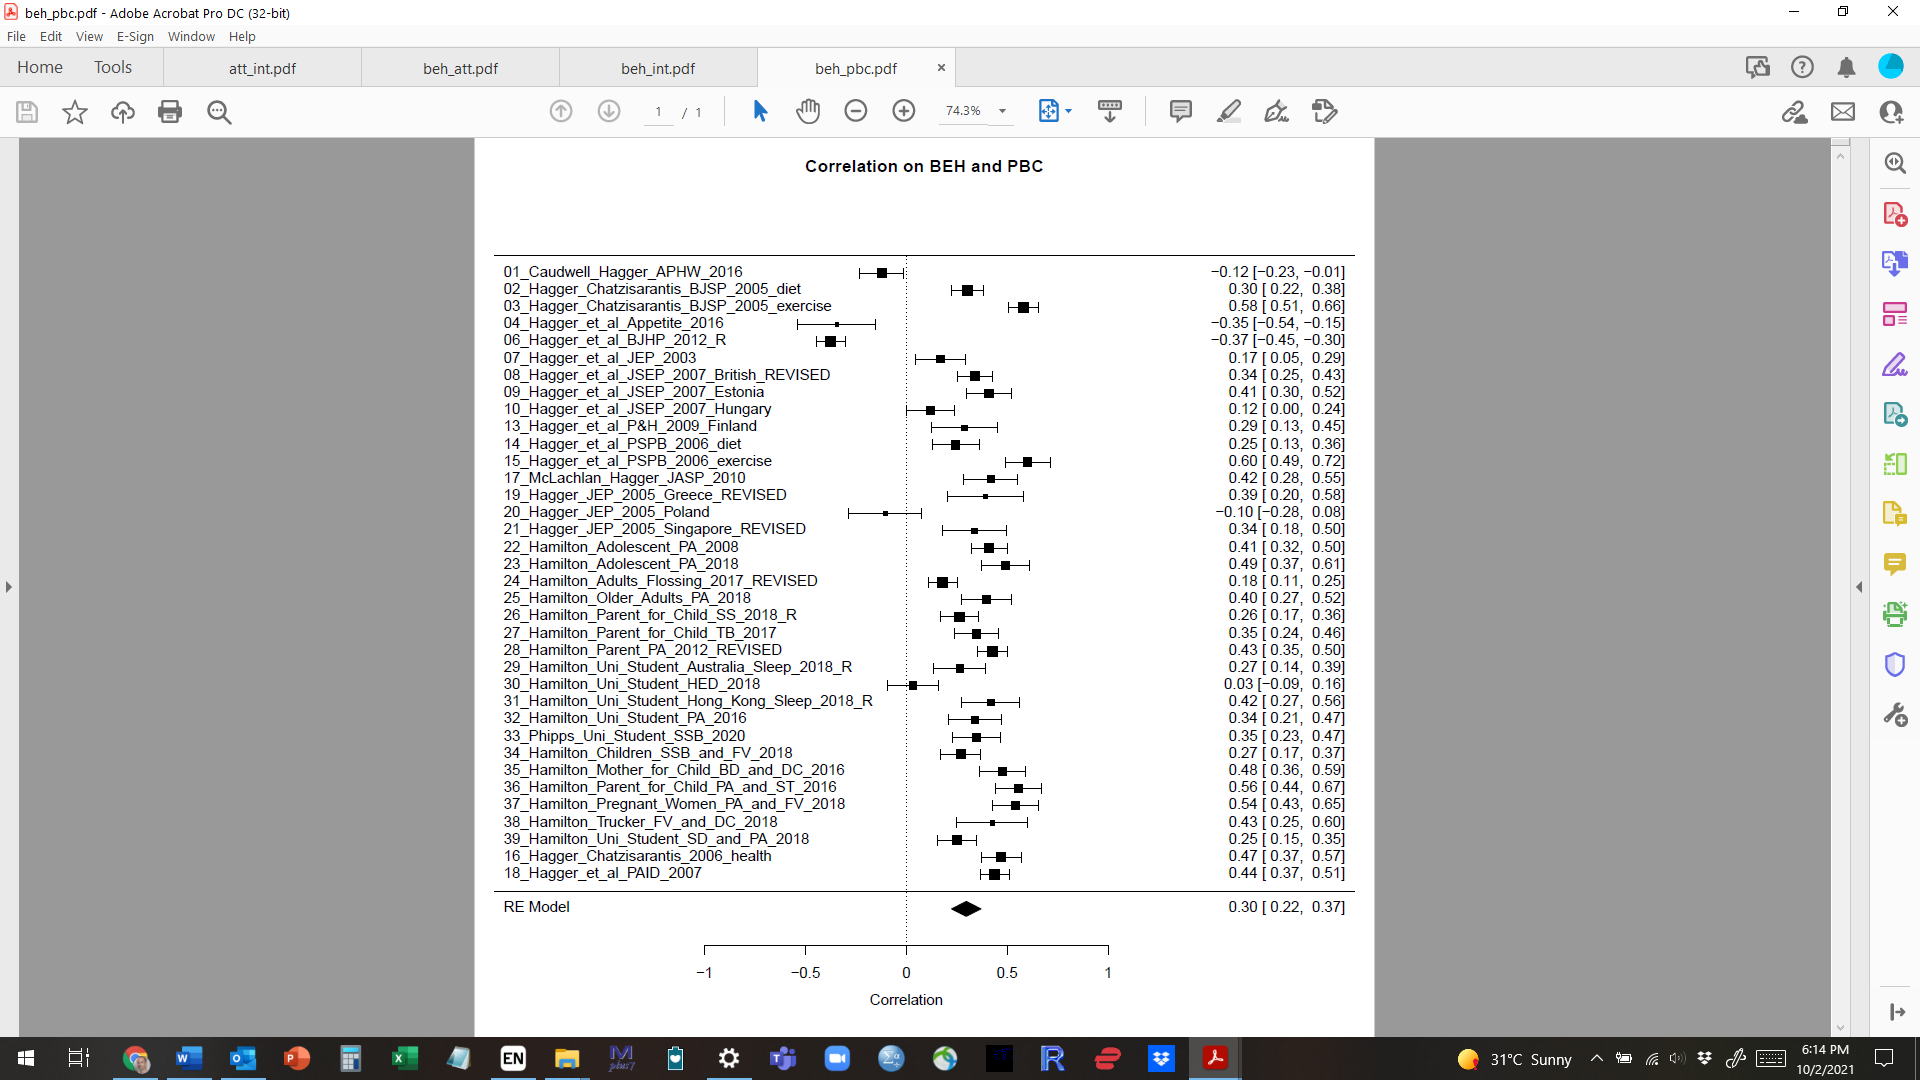 beh_pbc.pdf - Adobe Acrobat Pro DC (32-bit)
File Edit View E-Sign Window Help
Home Tools att_int.pdf beh_att.pdf beh_int.pdf beh_pbc.pdf
1 / 1 74.3%
Correlation on BEH and PBC
01_Caudwell_Hagger_APHW_2016 −0.12 [−0.23, −0.01]
02_Hagger_Chatzisarantis_BJSP_2005_diet 0.30 [ 0.22, 0.38]
03_Hagger_Chatzisarantis_BJSP_2005_exercise 0.58 [ 0.51, 0.66]
04_Hagger_et_al_Appetite_2016 −0.35 [−0.54, −0.15]
06_Hagger_et_al_BJHP_2012_R −0.37 [−0.45, −0.30]
07_Hagger_et_al_JEP_2003 0.17 [ 0.05, 0.29]
08_Hagger_et_al_JSEP_2007_British_REVISED 0.34 [ 0.25, 0.43]
09_Hagger_et_al_JSEP_2007_Estonia 0.41 [ 0.30, 0.52]
10_Hagger_et_al_JSEP_2007_Hungary 0.12 [ 0.00, 0.24]
13_Hagger_et_al_P&H_2009_Finland 0.29 [ 0.13, 0.45]
14_Hagger_et_al_PSPB_2006_diet 0.25 [ 0.13, 0.36]
15_Hagger_et_al_PSPB_2006_exercise 0.60 [ 0.49, 0.72]
17_McLachlan_Hagger_JASP_2010 0.42 [ 0.28, 0.55]
19_Hagger_JEP_2005_Greece_REVISED 0.39 [ 0.20, 0.58]
20_Hagger_JEP_2005_Poland −0.10 [−0.28, 0.08]
21_Hagger_JEP_2005_Singapore_REVISED 0.34 [ 0.18, 0.50]
22_Hamilton_Adolescent_PA_2008 0.41 [ 0.32, 0.50]
23_Hamilton_Adolescent_PA_2018 0.49 [ 0.37, 0.61]
24_Hamilton_Adults_Flossing_2017_REVISED 0.18 [ 0.11, 0.25]
25_Hamilton_Older_Adults_PA_2018 0.40 [ 0.27, 0.52]
26_Hamilton_Parent_for_Child_SS_2018_R 0.26 [ 0.17, 0.36]
27_Hamilton_Parent_for_Child_TB_2017 0.35 [ 0.24, 0.46]
28_Hamilton_Parent_PA_2012_REVISED 0.43 [ 0.35, 0.50]
29_Hamilton_Uni_Student_Australia_Sleep_2018_R 0.27 [ 0.14, 0.39]
30_Hamilton_Uni_Student_HED_2018 0.03 [−0.09, 0.16]
31_Hamilton_Uni_Student_Hong_Kong_Sleep_2018_R 0.42 [ 0.27, 0.56]
32_Hamilton_Uni_Student_PA_2016 0.34 [ 0.21, 0.47]
33_Phipps_Uni_Student_SSB_2020 0.35 [ 0.23, 0.47]
34_Hamilton_Children_SSB_and_FV_2018 0.27 [ 0.17, 0.37]
35_Hamilton_Mother_for_Child_BD_and_DC_2016 0.48 [ 0.36, 0.59]
36_Hamilton_Parent_for_Child_PA_and_ST_2016 0.56 [ 0.44, 0.67]
37_Hamilton_Pregnant_Women_PA_and_FV_2018 0.54 [ 0.43, 0.65]
38_Hamilton_Trucker_FV_and_DC_2018 0.43 [ 0.25, 0.60]
39_Hamilton_Uni_Student_SD_and_PA_2018 0.25 [ 0.15, 0.35]
16_Hagger_Chatzisarantis_2006_health 0.47 [ 0.37, 0.57]
18_Hagger_et_al_PAID_2007 0.44 [ 0.37, 0.51]
RE Model 0.30 [ 0.22, 0.37]
−1 −0.5 0 0.5 1
Correlation
EN
31°C Sunny
6:14 PM
10/2/2021